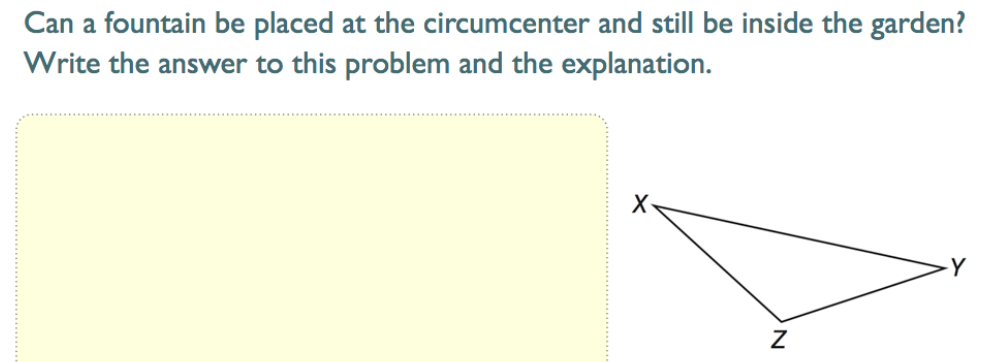 Can a fountain be placed at the circumcenter and still be inside the garden?
Write the answer to this problem and the explanation.
X
Y
Z